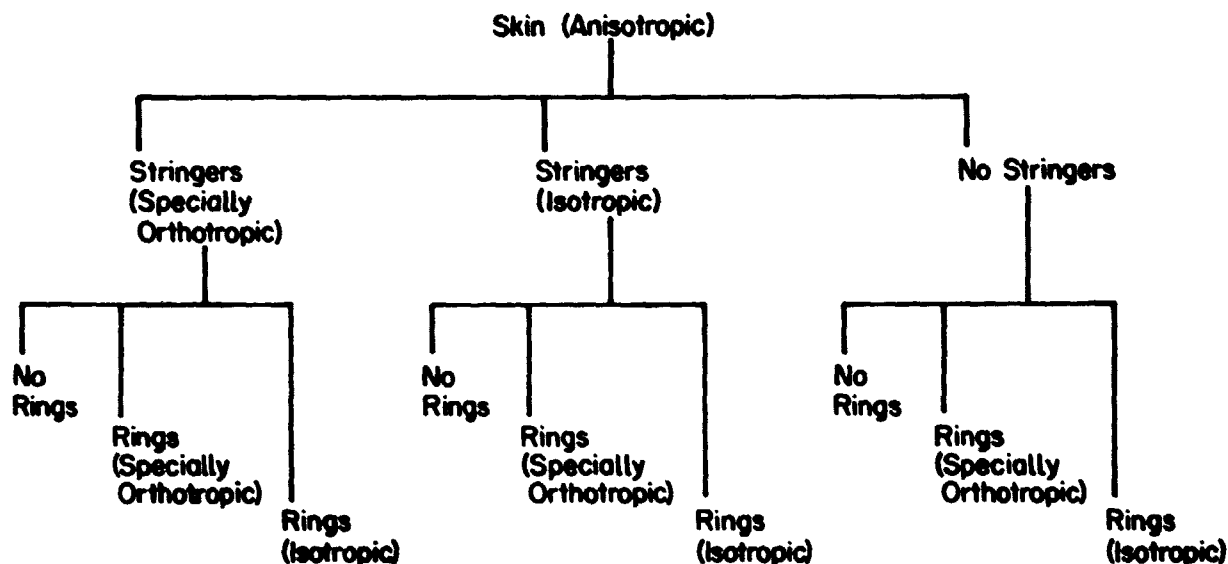 Skin (Anisotropic)
Stringers
(Specially
Orthotropic)
Stringers
(Isotropic)
No Stringers
No
Rings
Rings
(Specially
Orthotropic)
Rings
(Isotropic)
No
Rings
Rings
(Specially
Orthotropic)
Rings
(Isotropic)
No
Rings
Rings
(Specially
Orthotropic)
Rings
(Isotropic)